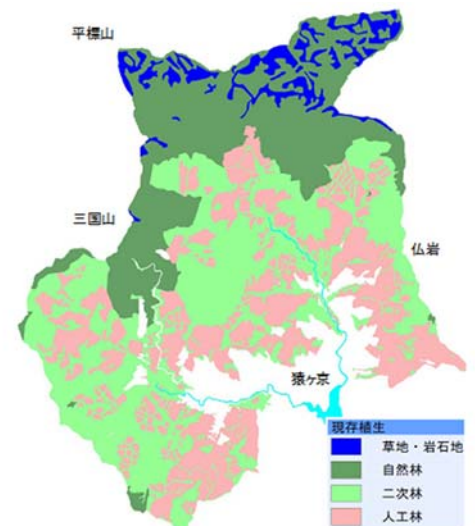 平標山
三国山
仏岩
猿ヶ京
現存植生
草地・岩石地
自然林
二次林
人工林